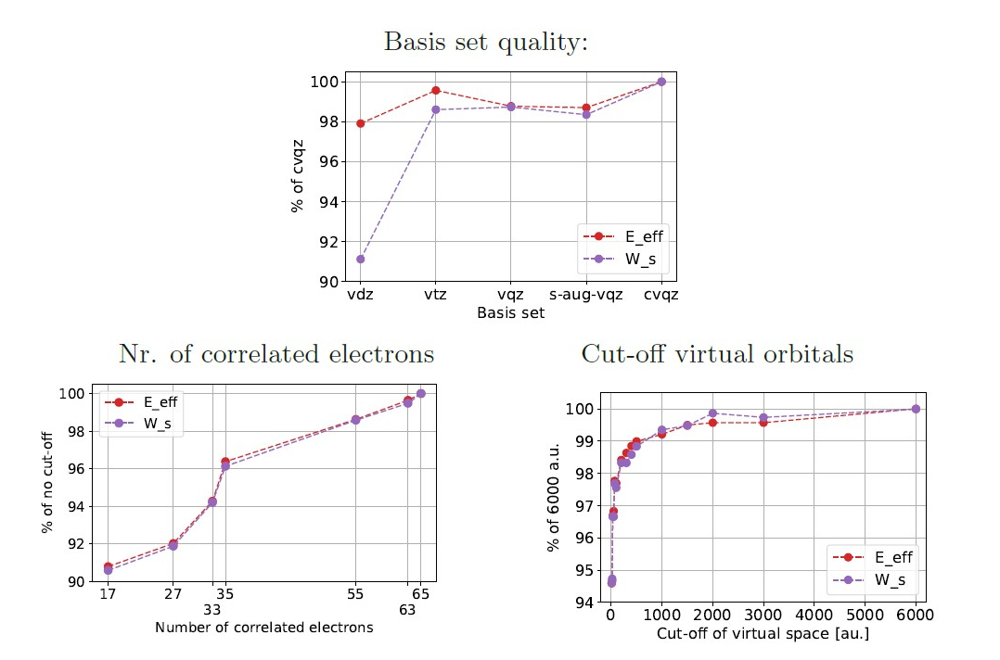 Basis set quality:
100
98
96
94
92
90
% of cvqz
E_eff
W_s
vdz vtz vqz s-aug-vqz cvqz
Basis set
Nr. of correlated electrons
100
98
96
94
92
90
% of no cut-off
E_eff
W_s
17 27 35 55 65
33 63
Number of correlated electrons
Cut-off virtual orbitals
100
99
98
97
96
95
94
% of 6000 a.u.
E_eff
W_s
0 1000 2000 3000 4000 5000 6000
Cut-off of virtual space [au.]